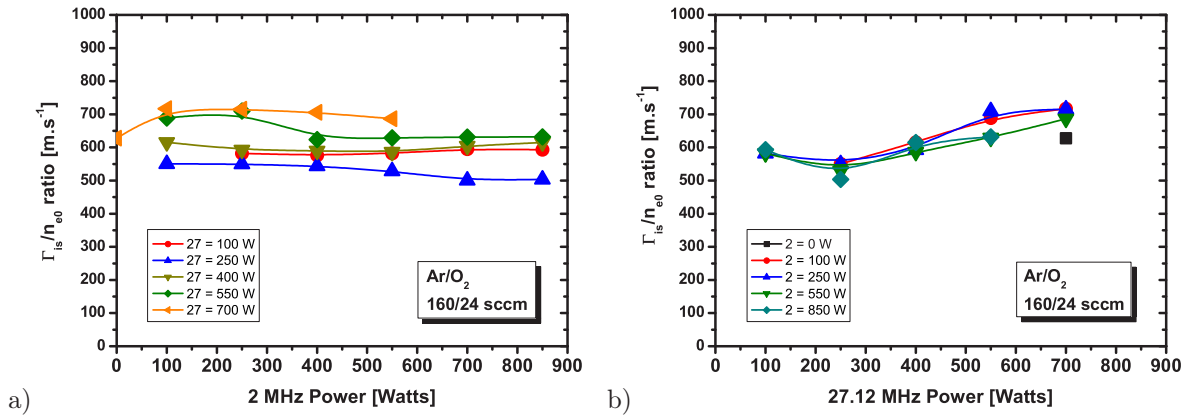 1000
900
800
700
600
500
400
300
200
100
0
Γis/ne0 ratio [m.s-1]
27 = 100 W
27 = 250 W
27 = 400 W
27 = 550 W
27 = 700 W
Ar/O2
160/24 sccm
0 100 200 300 400 500 600 700 800 900
2 MHz Power [Watts]
a)
1000
900
800
700
600
500
400
300
200
100
0
Γis/ne0 ratio [m.s-1]
2 = 0 W
2 = 100 W
2 = 250 W
2 = 550 W
2 = 850 W
Ar/O2
160/24 sccm
0 100 200 300 400 500 600 700 800 900
27.12 MHz Power [Watts]
b)